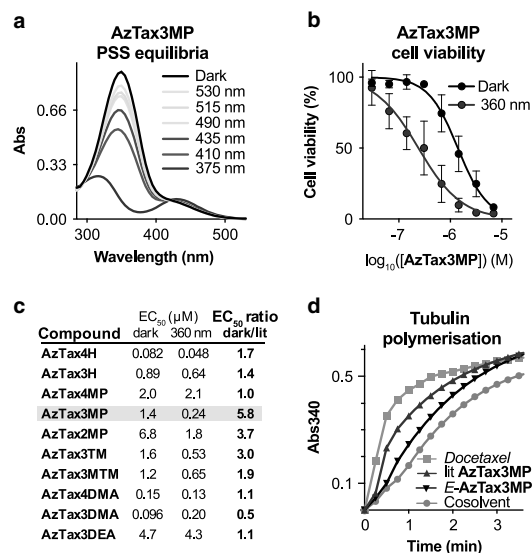 a
AzTax3MP
PSS equilibria
Dark
530 nm
515 nm
490 nm
435 nm
410 nm
375 nm
Abs
0.66
0.33
0.00
300
400
500
Wavelength (nm)
b
AzTax3MP
cell viability
Dark
360 nm
Cell viability (%)
100
50
0
-7
-6
-5
log10([AzTax3MP]) (M)
c
EC50 (µM) EC50 ratio
Compound dark 360 nm dark/lit
AzTax4H 0.082 0.048 1.7
AzTax3H 0.89 0.64 1.4
AzTax4MP 2.0 2.1 1.0
AzTax3MP 1.4 0.24 5.8
AzTax2MP 6.8 1.8 3.7
AzTax3TM 1.6 0.53 3.0
AzTax3MTM 1.2 0.65 1.9
AzTax4DMA 0.15 0.13 1.1
AzTax3DMA 0.096 0.20 0.5
AzTax3DEA 4.7 4.3 1.1
d
Tubulin
polymerisation
Abs340
0.5
0.1
Docetaxel
lit AzTax3MP
E-AzTax3MP
Cosolvent
0
1
2
3
Time (min)